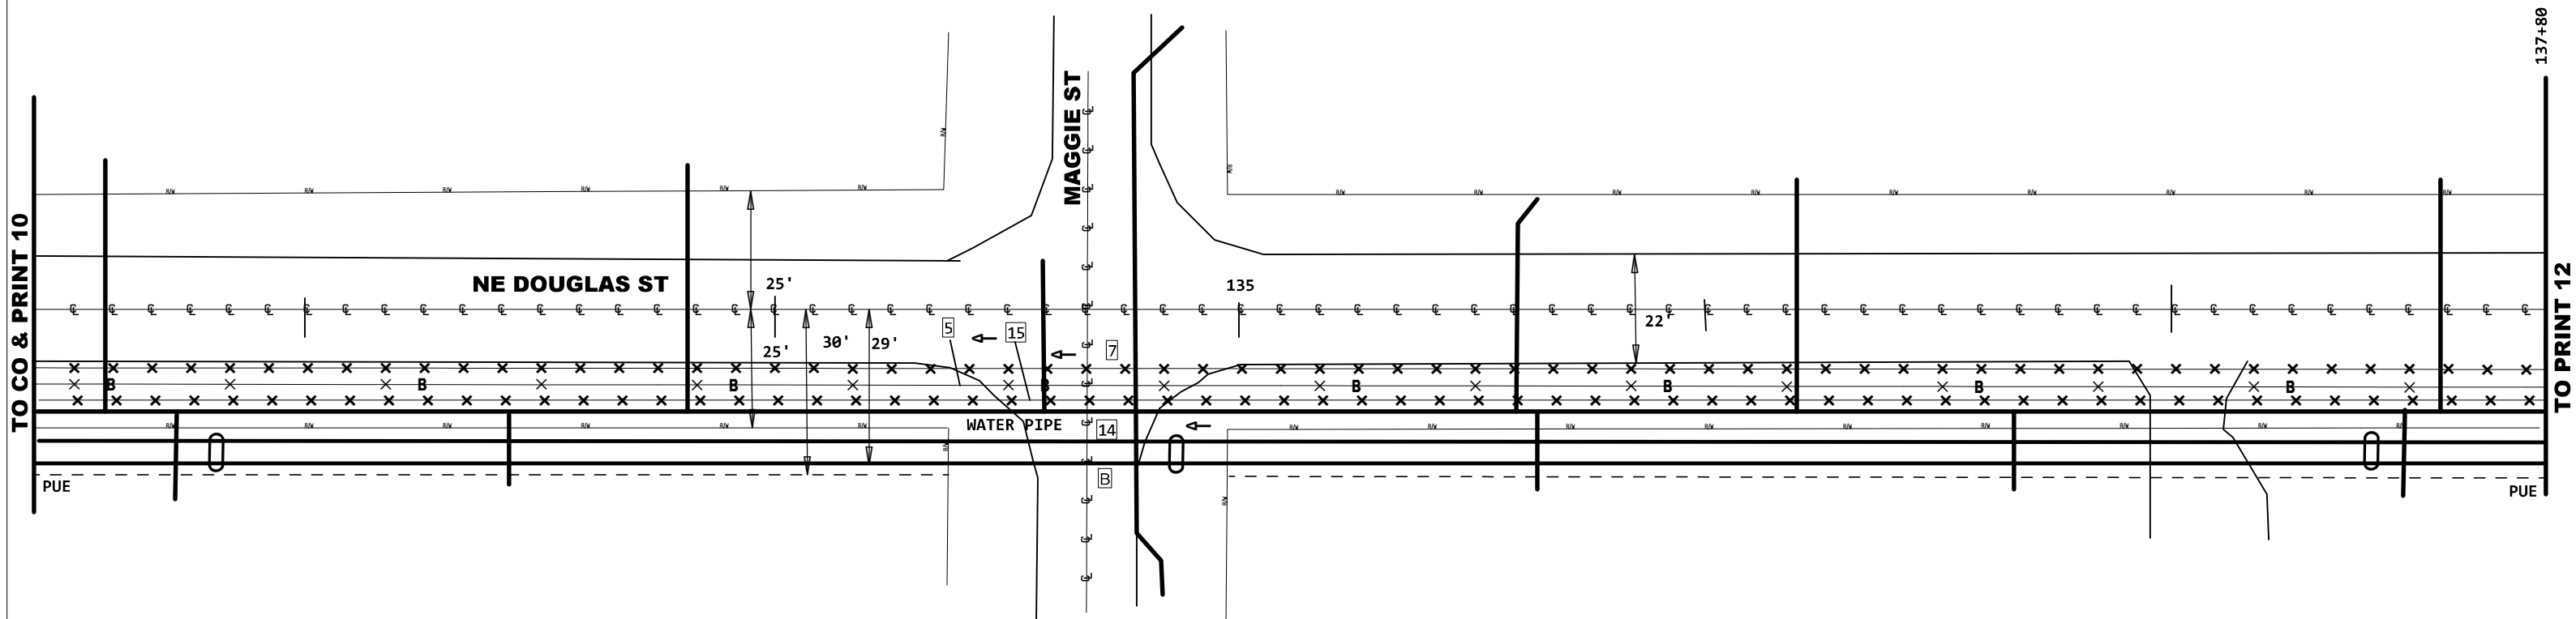 137+80
MAGGIE ST
R/W
TO CO & PRINT 10
NE DOUGLAS ST
25'
135
25'
30'
29'
5
15
7
22'
B B B B B B B B
WATER PIPE
14
B
PUE
PUE
TO PRINT 12